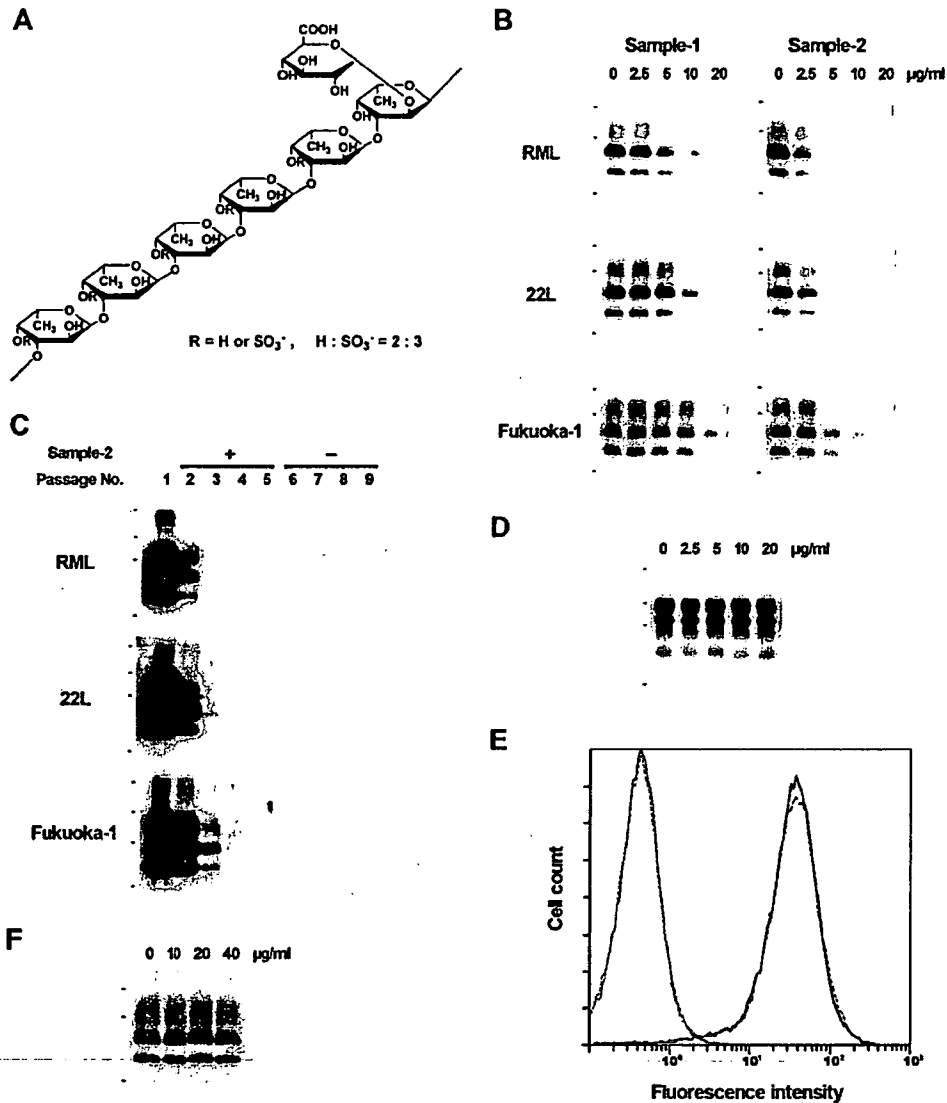 A
COOH
O
OH
OH
OH
O
O
CH₃
O
OH
O
O
CH₃ OH
OR
O
O
CH₃ OH
OR
O
O
CH₃ OH
OR
O
O
CH₃ OH
OR
O
O
CH₃ OH
OR
O
R = H or SO₃⁻ , H : SO₃⁻ = 2 : 3
B
Sample-1 Sample-2
0 2.5 5 10 20 0 2.5 5 10 20 µg/ml
RML
22L
Fukuoka-1
C
Sample-2 + −
Passage No. 1 2 3 4 5 6 7 8 9
RML
22L
Fukuoka-1
D
0 2.5 5 10 20 µg/ml
E
Cell count
10⁰ 10¹ 10² 10³
Fluorescence intensity
F
0 10 20 40 µg/ml